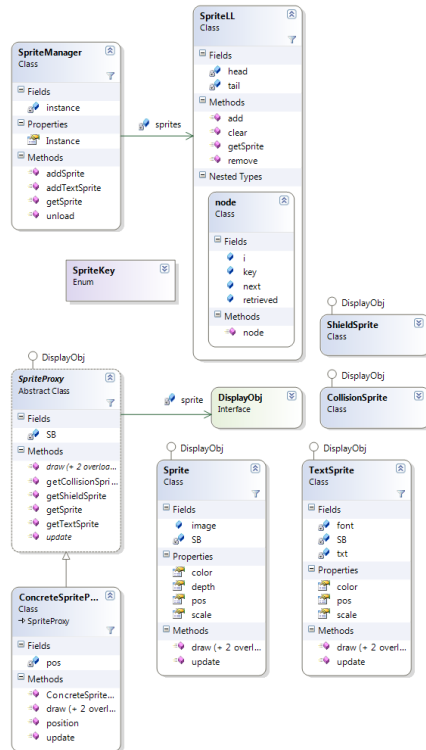 SpriteManager
Class
Fields
instance
Properties
Instance
Methods
addSprite
addTextSprite
getSprite
unload
sprites
SpriteLL
Class
Fields
head
tail
Methods
add
clear
getSprite
remove
Nested Types
node
Class
Fields
i
key
next
retrieved
Methods
node
SpriteKey
Enum
DisplayObj
ShieldSprite
Class
DisplayObj
CollisionSprite
Class
DisplayObj
SpriteProxy
Abstract Class
Fields
SB
Methods
draw (+ 2 overloa...
getCollisionSpri...
getShieldSprite
getSprite
getTextSprite
update
sprite
DisplayObj
Interface
DisplayObj
Sprite
Class
Fields
image
SB
Properties
color
depth
pos
scale
Methods
draw (+ 2 overl...
update
DisplayObj
TextSprite
Class
Fields
font
SB
txt
Properties
color
pos
scale
Methods
draw (+ 2 overl...
update
ConcreteSpriteP...
Class
SpriteProxy
Fields
pos
Methods
ConcreteSprite...
draw (+ 2 overl...
position
update